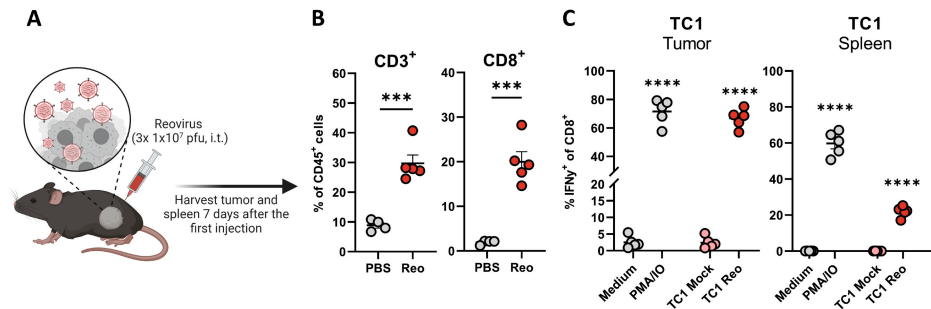 A
Reovirus
(3x 1x10⁷ pfu, i.t.)
Harvest tumor and
spleen 7 days after the
first injection
B
CD3⁺
CD8⁺
% of CD45⁺ cells
60
50
40
30
20
10
0
***
PBS Reo
40
30
20
10
0
***
PBS Reo
C
TC1
Tumor
% IFNγ⁺ of CD8⁺
100
80
60
40
20
15
10
5
0
****
****
Medium
PMA/IO
TC1 Mock
TC1 Reo
TC1
Spleen
100
80
60
40
20
0
****
****
Medium
PMA/IO
TC1 Mock
TC1 Reo